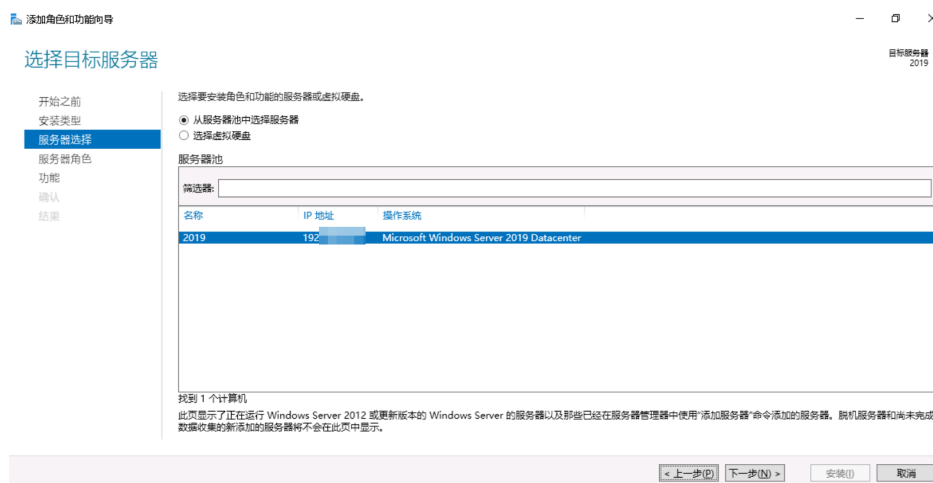 添加角色和功能向导
选择目标服务器
目标服务器
2019
开始之前
安装类型
服务器选择
服务器角色
功能
确认
结果
选择要安装角色和功能的服务器或虚拟硬盘。
从服务器池中选择服务器
选择虚拟硬盘
服务器池
筛选器:
名称 IP 地址 操作系统
2019 192 Microsoft Windows Server 2019 Datacenter
找到 1 个计算机
此页显示了正在运行 Windows Server 2012 或更新版本的 Windows Server 的服务器以及那些已经在服务器管理器中使用"添加服务器"命令添加的服务器。脱机服务器和尚未完成
数据收集的新添加的服务器将不会在此页中显示。
< 上一步(P) 下一步(N) > 安装(I) 取消